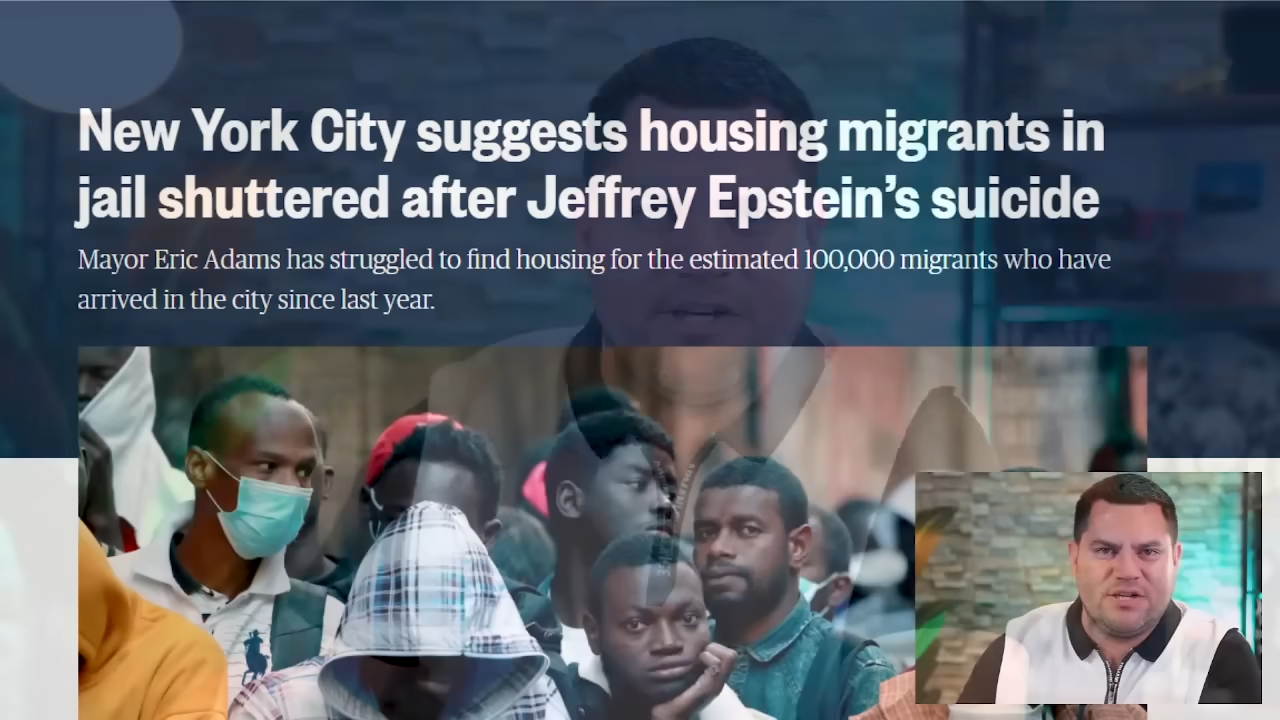 New York City suggests housing migrants in
jail shuttered after Jeffrey Epstein’s suicide
Mayor Eric Adams has struggled to find housing for the estimated 100,000 migrants who have
arrived in the city since last year.